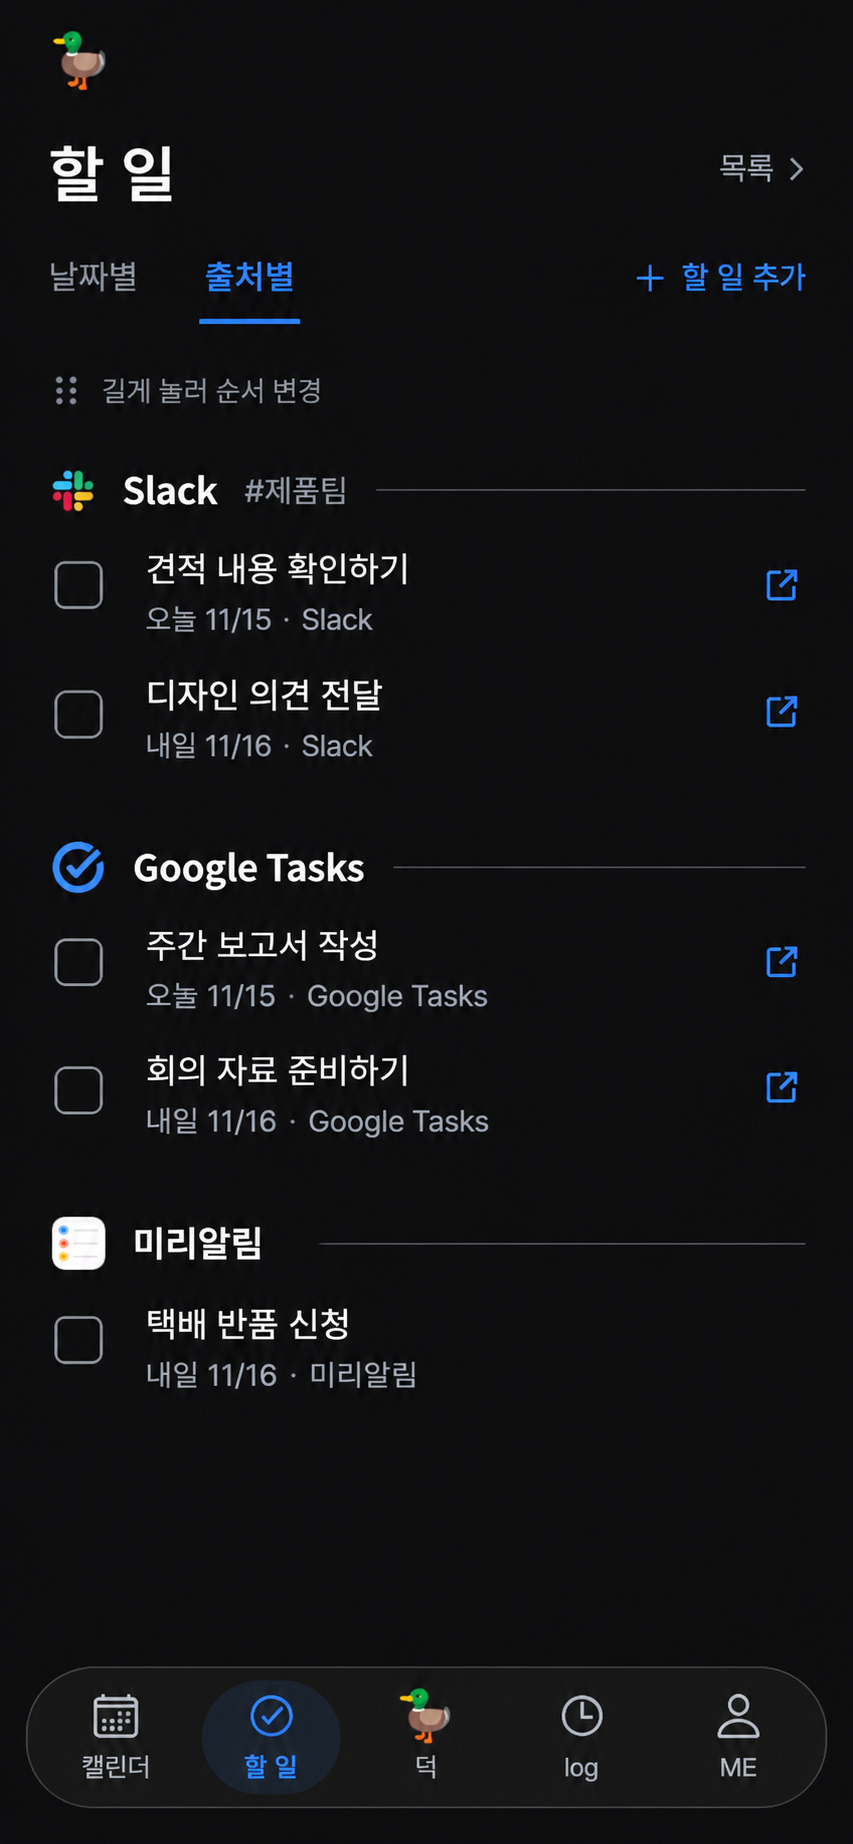 할 일
목록
날짜별
출처별
할 일 추가
길게 눌러 순서 변경
Slack #제품팀
견적 내용 확인하기
오놀 11/15 · Slack
디자인 의견 전달
내일 11/16 · Slack
Google Tasks
주간 보고서 작성
오눌 11/15 · Google Tasks
회의 자료 준비하기
내일 11/16 · Google Tasks
미리알림
택배 반품 신청
내일 11/16 · 미리알림
캘린더
할 일
덕
log
ME